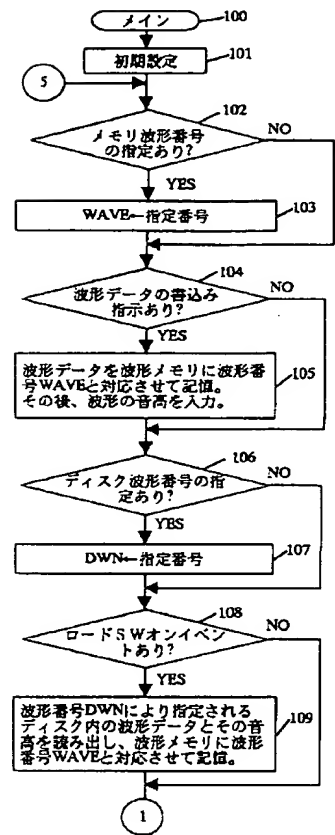 メイン
100
初期設定
101
5
102
メモリ波形番号
の指定あり?
NO
YES
WAVE←指定番号
103
104
波形データの書込み
指示あり?
NO
YES
波形データを波形メモリに波形番
号WAVEと対応させて記憶。
その後、波形の音高を入力。
105
106
ディスク波形番号の指
定あり?
NO
YES
DWN←指定番号
107
108
ロードSWオンイベ
ントあり?
NO
YES
波形番号DWNにより指定される
ディスク内の波形データとその音
高を読み出し、波形メモリに波形
番号WAVEと対応させて記憶。
109
1